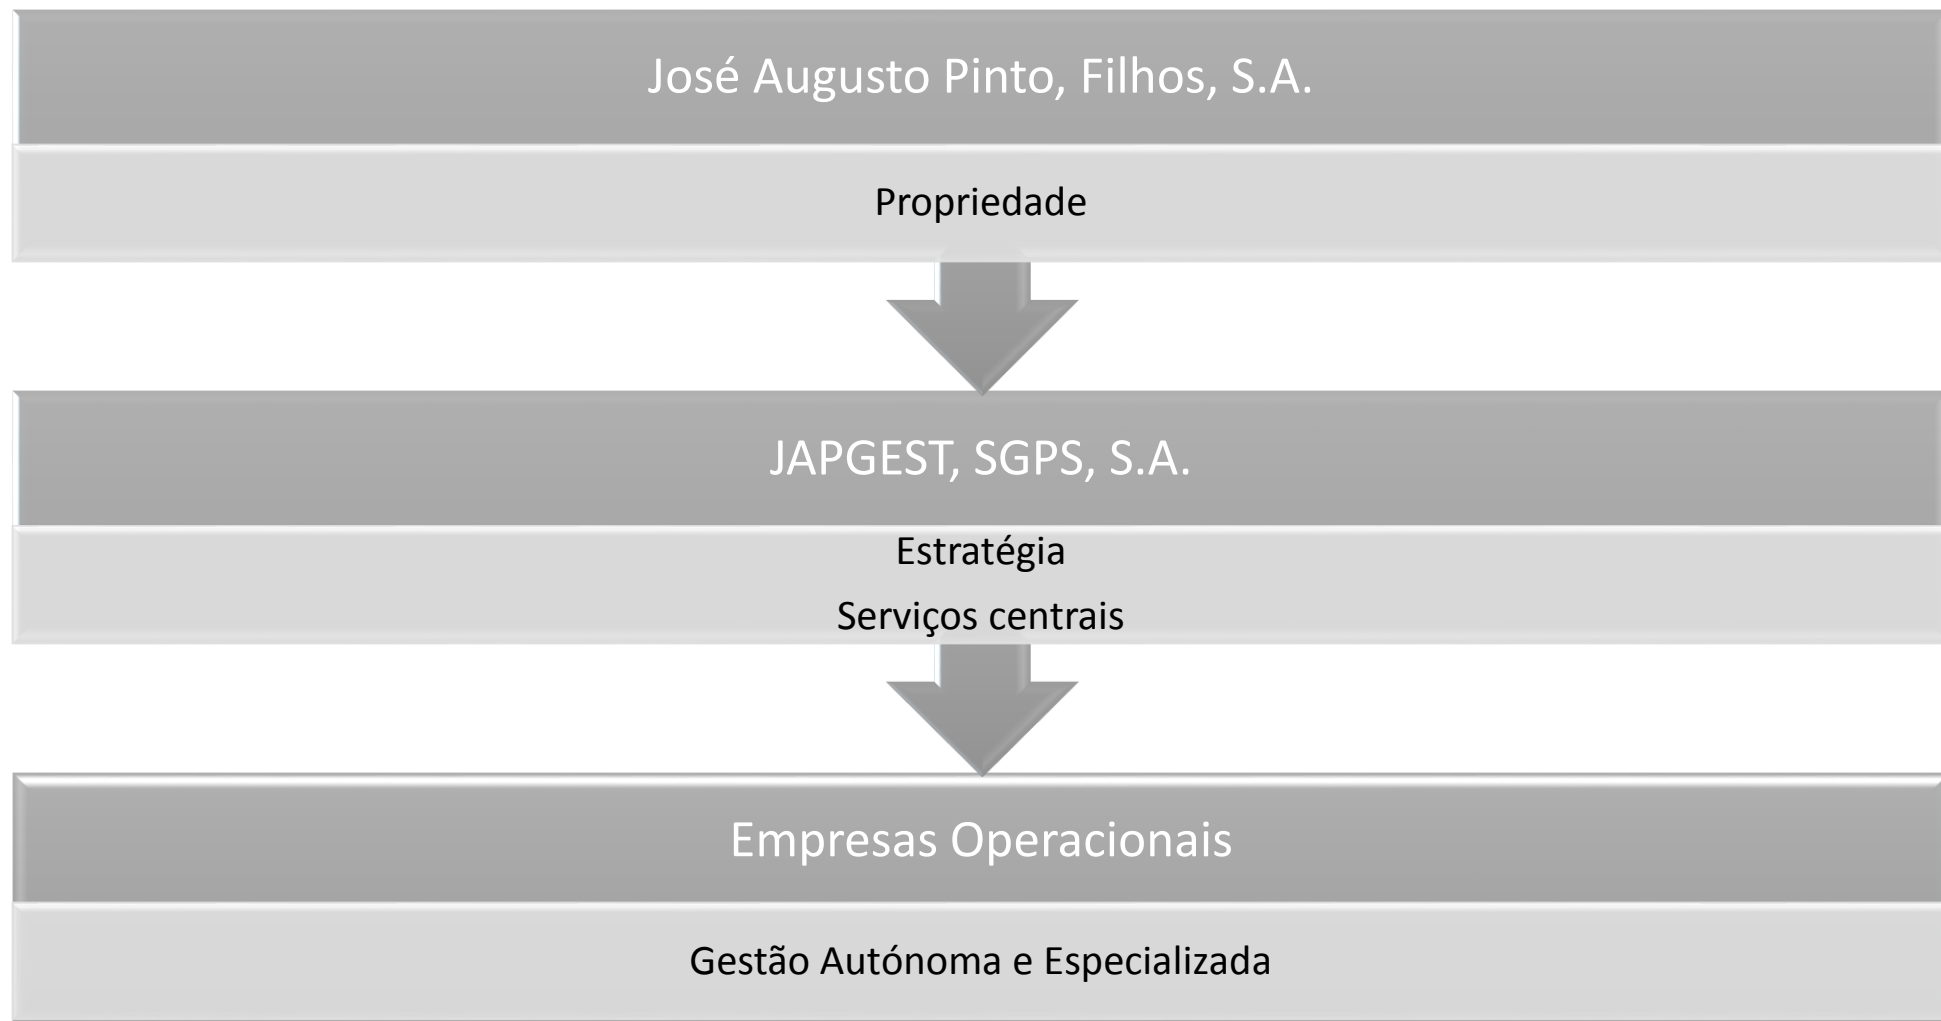 José Augusto Pinto, Filhos, S.A.
Propriedade
JAPGEST, SGPS, S.A.
Estratégia
Serviços centrais
Empresas Operacionais
Gestão Autónoma e Especializada